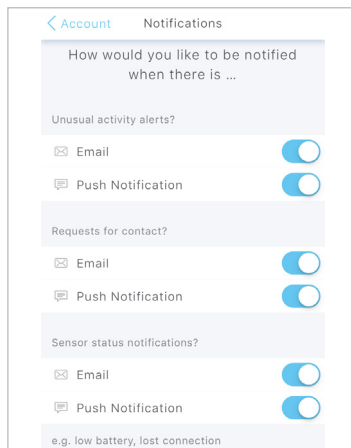 Account Notifications
How would you like to be notified
when there is ...
Unusual activity alerts?
Email
Push Notification
Requests for contact?
Email
Push Notification
Sensor status notifications?
Email
Push Notification
e.g. low battery, lost connection